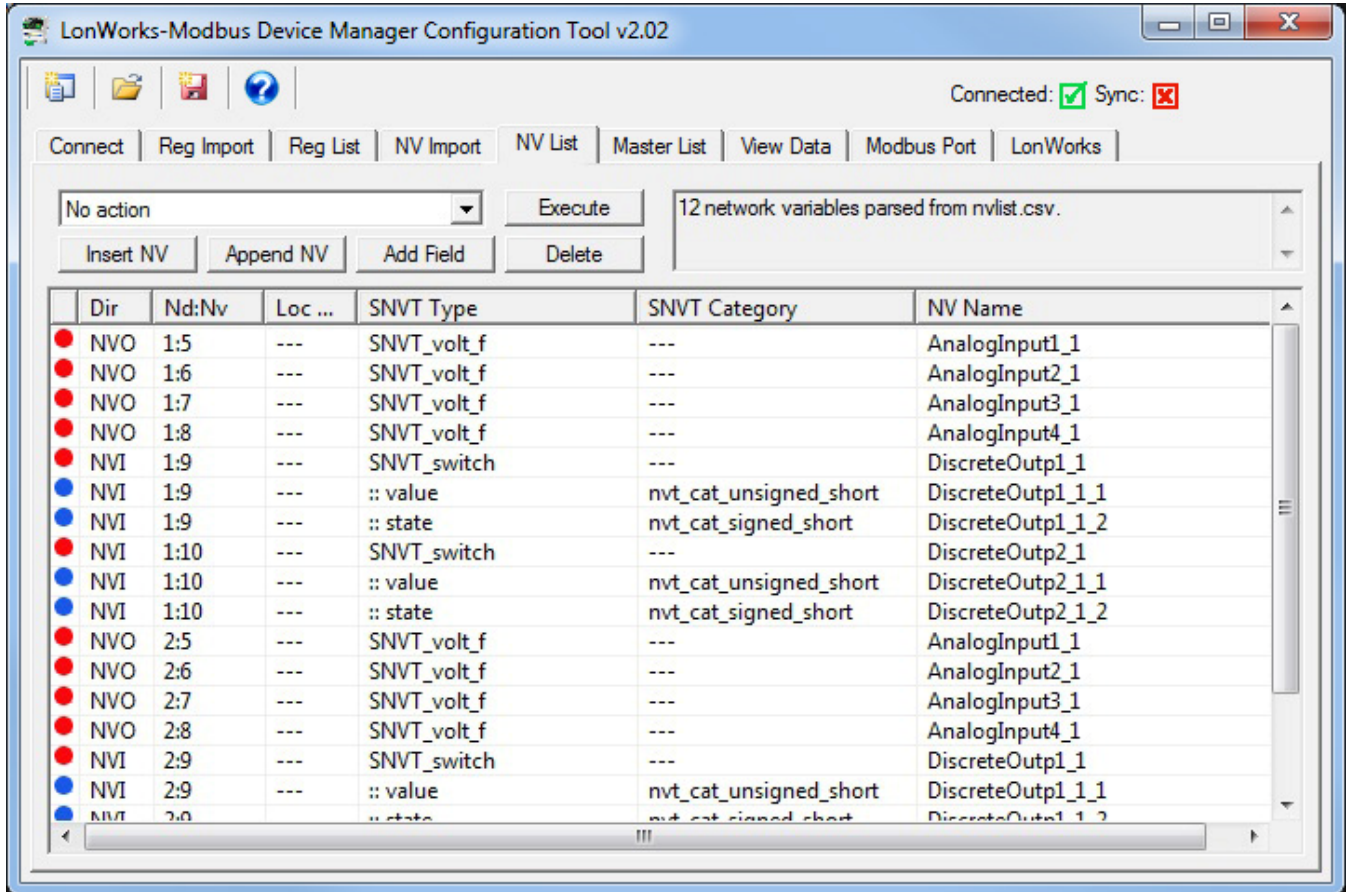 LonWorks-Modbus Device Manager Configuration Tool v2.02
Connected: Sync:
Connect Reg Import Reg List NV Import NV List Master List View Data Modbus Port LonWorks
No action Execute 12 network variables parsed from nvlist.csv.
Insert NV Append NV Add Field Delete
Dir Nd:Nv Loc ... SNVT Type SNVT Category NV Name
NVO 1:5 --- SNVT_volt_f --- AnalogInput1_1
NVO 1:6 --- SNVT_volt_f --- AnalogInput2_1
NVO 1:7 --- SNVT_volt_f --- AnalogInput3_1
NVO 1:8 --- SNVT_volt_f --- AnalogInput4_1
NVI 1:9 --- SNVT_switch --- DiscreteOutp1_1
NVI 1:9 --- :: value nvt_cat_unsigned_short DiscreteOutp1_1_1
NVI 1:9 --- :: state nvt_cat_signed_short DiscreteOutp1_1_2
NVI 1:10 --- SNVT_switch --- DiscreteOutp2_1
NVI 1:10 --- :: value nvt_cat_unsigned_short DiscreteOutp2_1_1
NVI 1:10 --- :: state nvt_cat_signed_short DiscreteOutp2_1_2
NVO 2:5 --- SNVT_volt_f --- AnalogInput1_1
NVO 2:6 --- SNVT_volt_f --- AnalogInput2_1
NVO 2:7 --- SNVT_volt_f --- AnalogInput3_1
NVO 2:8 --- SNVT_volt_f --- AnalogInput4_1
NVI 2:9 --- SNVT_switch --- DiscreteOutp1_1
NVI 2:9 --- :: value nvt_cat_unsigned_short DiscreteOutp1_1_1
NVI 2:9 --- :: state nvt_cat_signed_short DiscreteOutp1_1_2